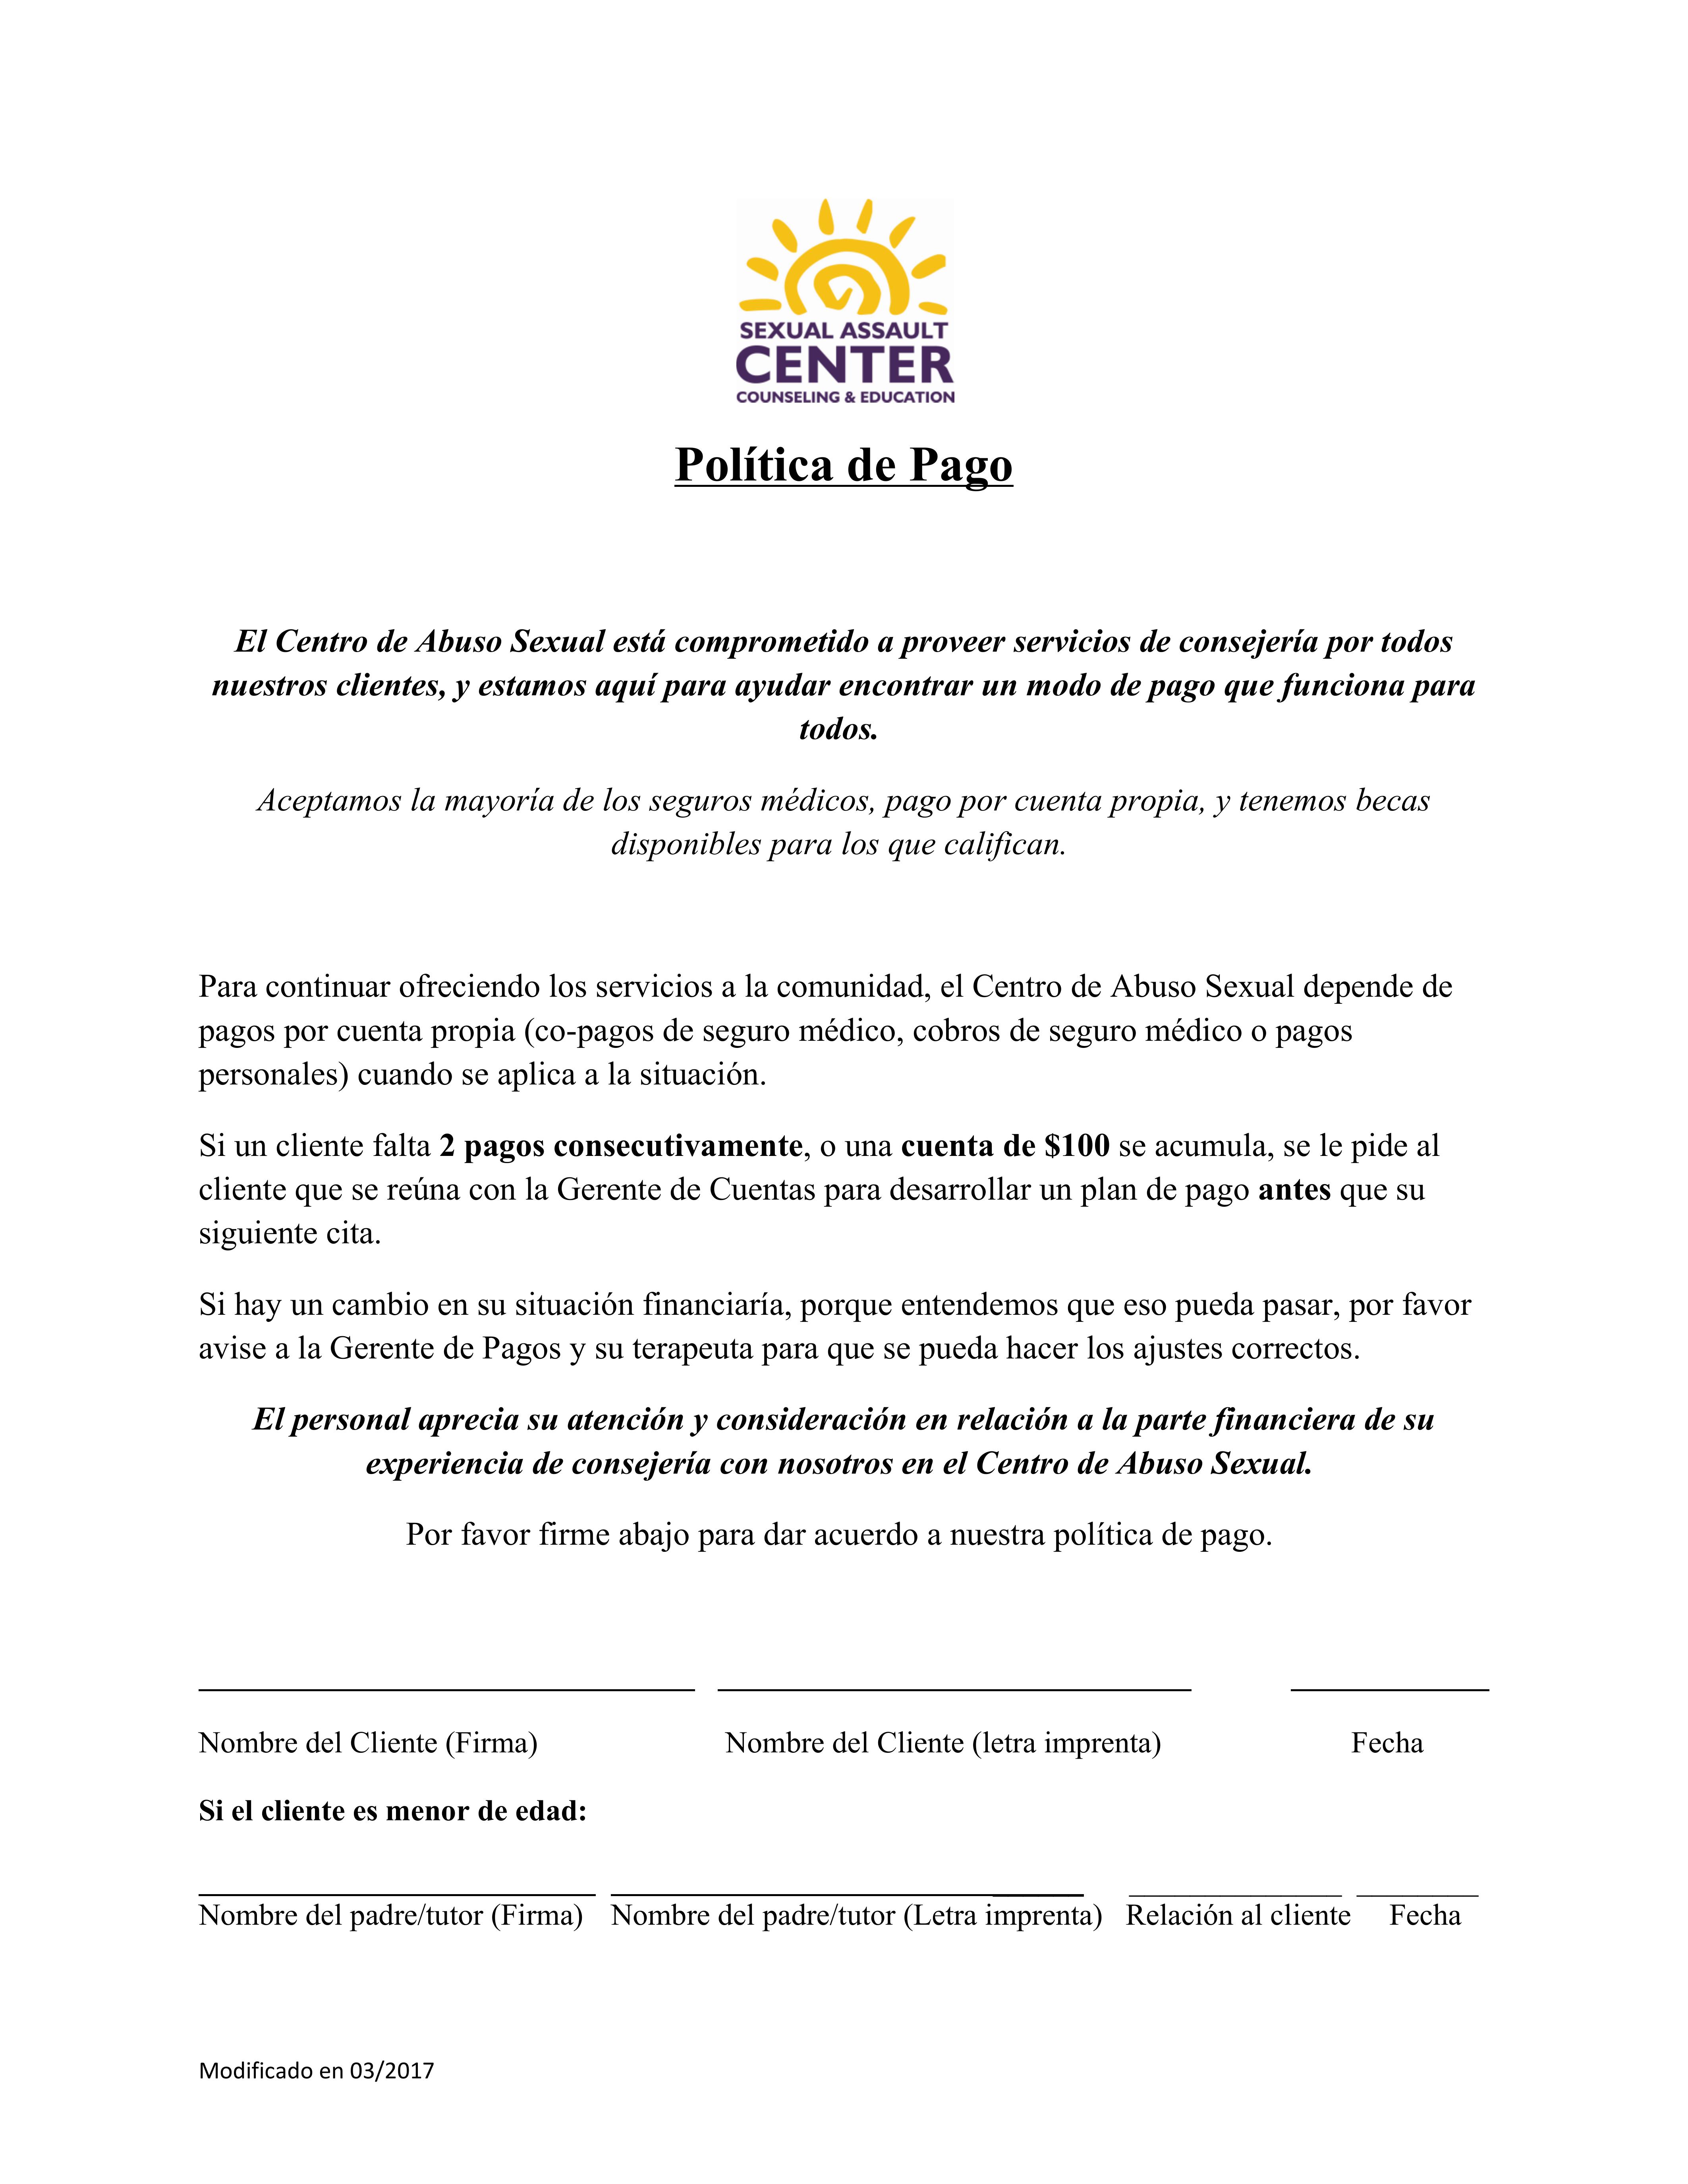 SEXUAL ASSAULT
CENTER
COUNSELING & EDUCATION
Política de Pago
El Centro de Abuso Sexual está comprometido a proveer servicios de consejería por todos
nuestros clientes, y estamos aquí para ayudar encontrar un modo de pago que funciona para
todos.
Aceptamos la mayoría de los seguros médicos, pago por cuenta propia, y tenemos becas
disponibles para los que califican.
Para continuar ofreciendo los servicios a la comunidad, el Centro de Abuso Sexual depende de
pagos por cuenta propia (co-pagos de seguro médico, cobros de seguro médico o pagos
personales) cuando se aplica a la situación.
Si un cliente falta 2 pagos consecutivamente, o una cuenta de $100 se acumula, se le pide al
cliente que se reúna con la Gerente de Cuentas para desarrollar un plan de pago antes que su
siguiente cita.
Si hay un cambio en su situación financiaría, porque entendemos que eso pueda pasar, por favor
avise a la Gerente de Pagos y su terapeuta para que se pueda hacer los ajustes correctos.
El personal aprecia su atención y consideración en relación a la parte financiera de su
experiencia de consejería con nosotros en el Centro de Abuso Sexual.
Por favor firme abajo para dar acuerdo a nuestra política de pago.
Nombre del Cliente (Firma) Nombre del Cliente (letra imprenta) Fecha
Si el cliente es menor de edad:
Nombre del padre/tutor (Firma) Nombre del padre/tutor (Letra imprenta) Relación al cliente Fecha
Modificado en 03/2017